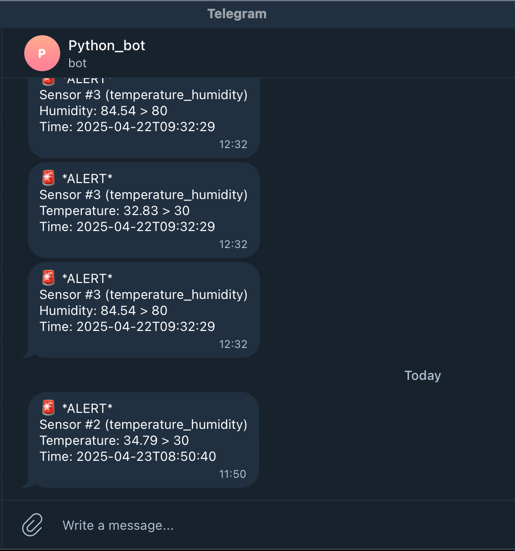 Telegram
P
Python_bot
bot
🚨 *ALERT*
Sensor #3 (temperature_humidity)
Humidity: 84.54 > 80
Time: 2025-04-22T09:32:29
12:32
🚨 *ALERT*
Sensor #3 (temperature_humidity)
Temperature: 32.83 > 30
Time: 2025-04-22T09:32:29
12:32
🚨 *ALERT*
Sensor #3 (temperature_humidity)
Humidity: 84.54 > 80
Time: 2025-04-22T09:32:29
12:32
Today
🚨 *ALERT*
Sensor #2 (temperature_humidity)
Temperature: 34.79 > 30
Time: 2025-04-23T08:50:40
11:50
Write a message...